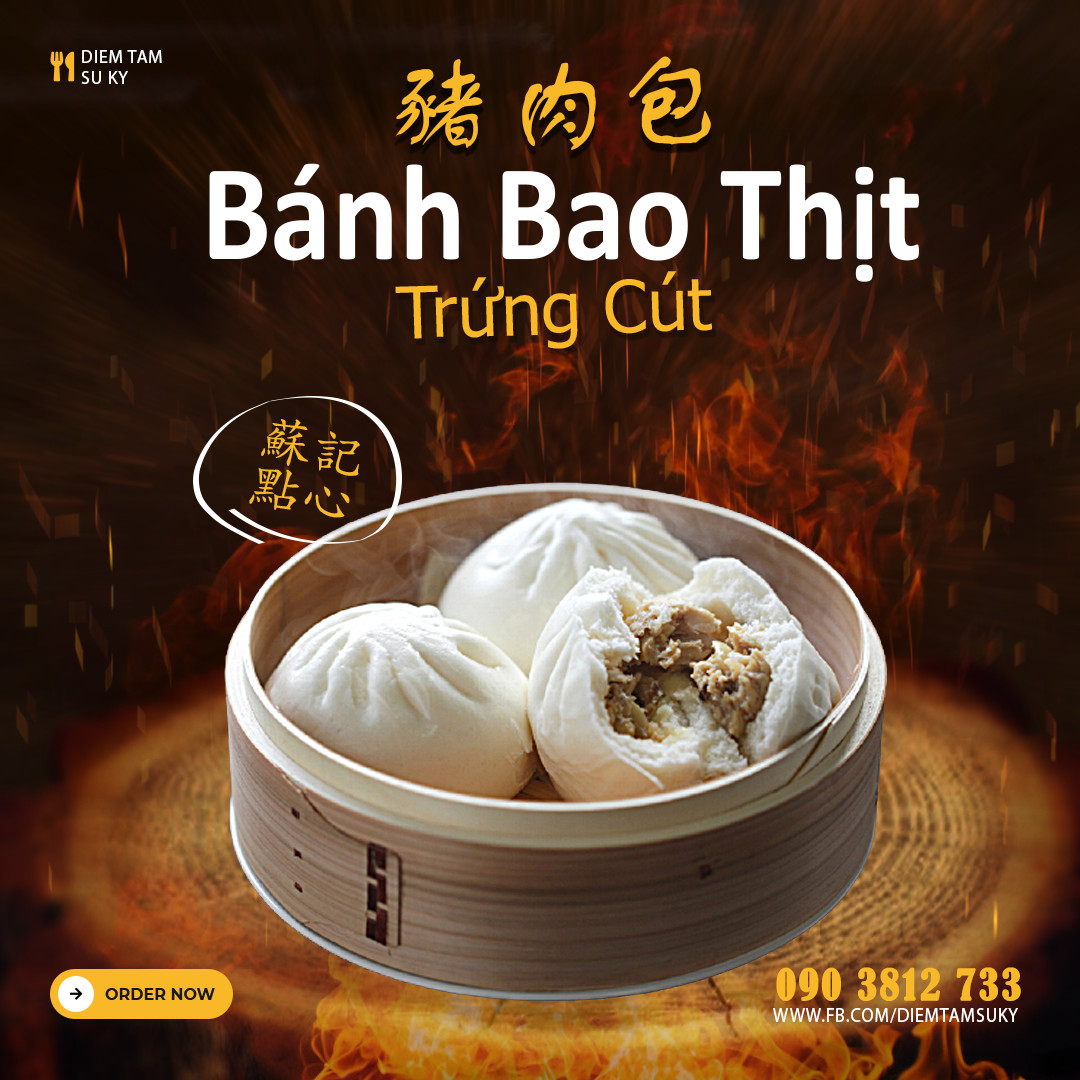 DIEM TAM
SU KY
豬肉包
Bánh Bao Thịt
Trứng Cút
蘇記
點心
ORDER NOW
090 3812 733
WWW.FB.COM/DIEMTAMSUKY